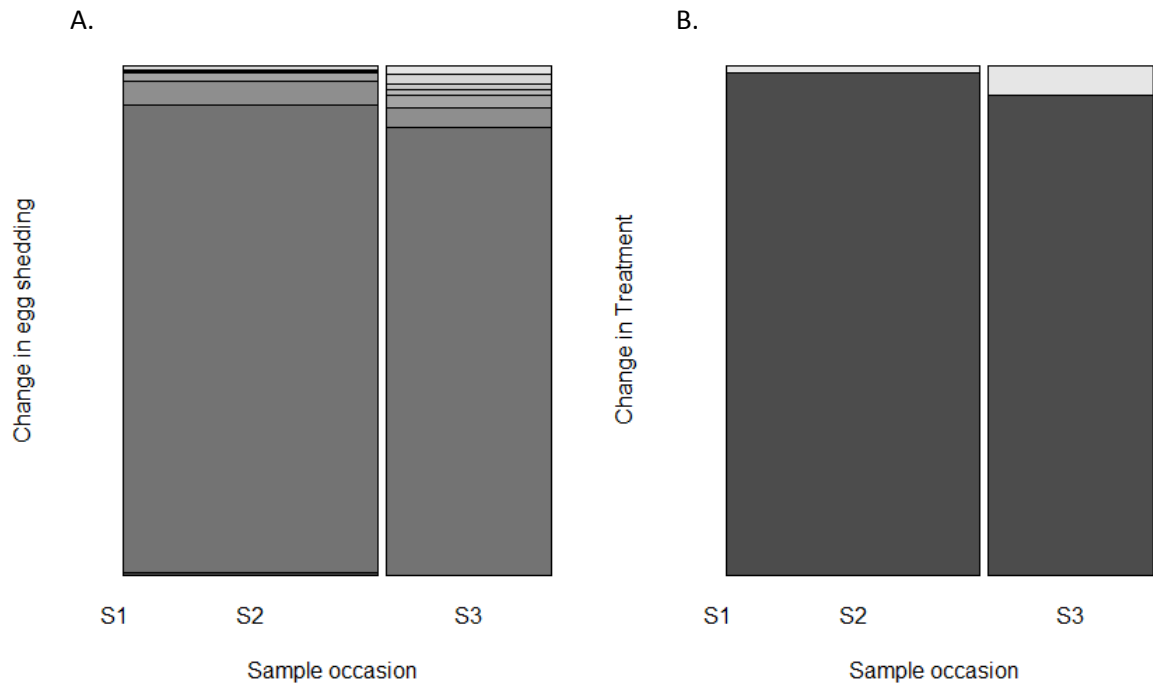 A.
Change in egg shedding
S1 S2 S3
Sample occasion
B.
Change in Treatment
S1 S2 S3
Sample occasion